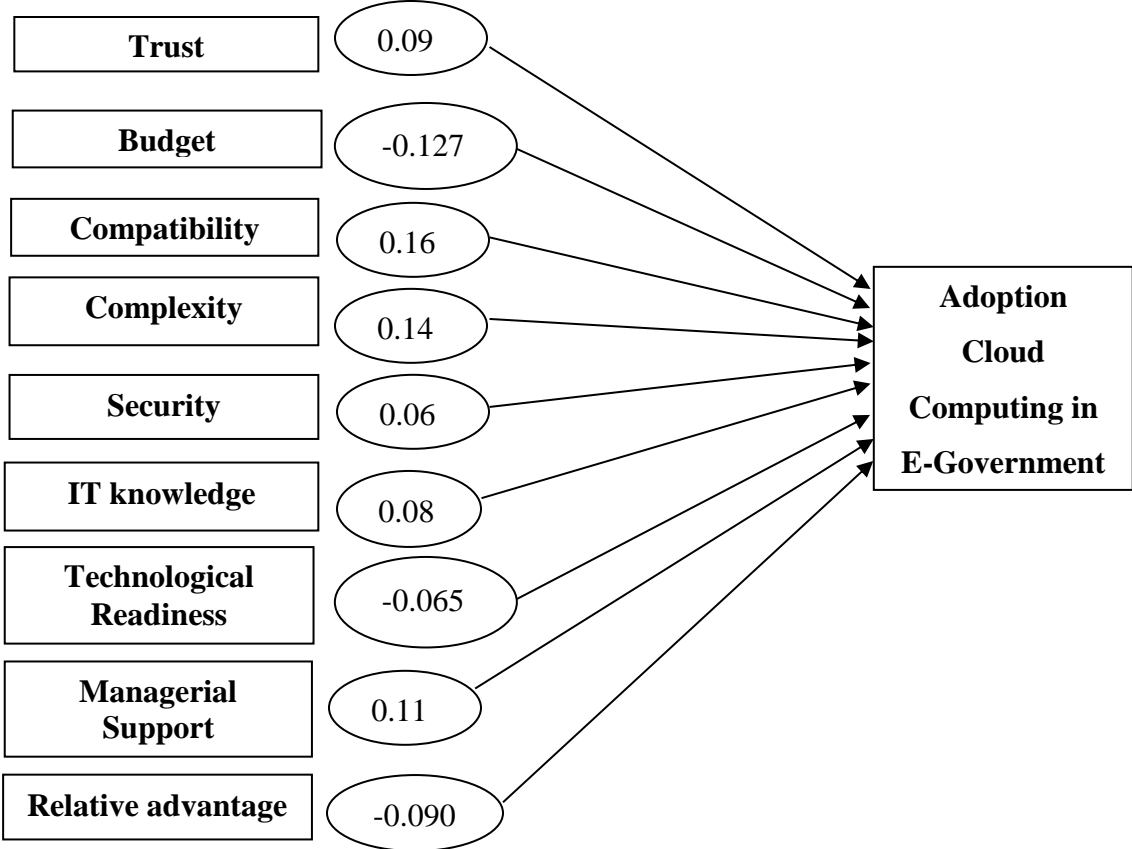 Trust
0.09
Budget
-0.127
Compatibility
0.16
Complexity
0.14
Security
0.06
IT knowledge
0.08
Technological
Readiness
-0.065
Managerial
Support
0.11
Relative advantage
-0.090
Adoption
Cloud
Computing in
E-Government